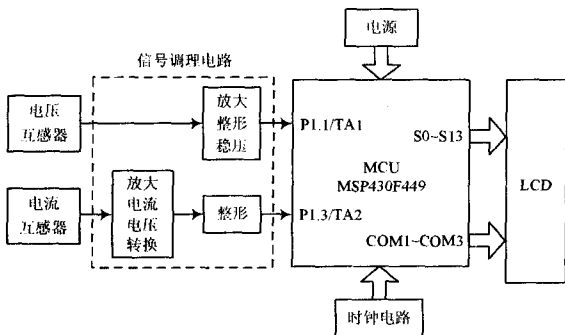 电源
信号调理电路
电压
互感器
放大
整形
稳压
P1.1/TA1
S0~S13
MCU
MSP430F449
LCD
电流
互感器
放大
电流
电压
转换
整形
P1.3/TA2
COM1~COM3
时钟电路